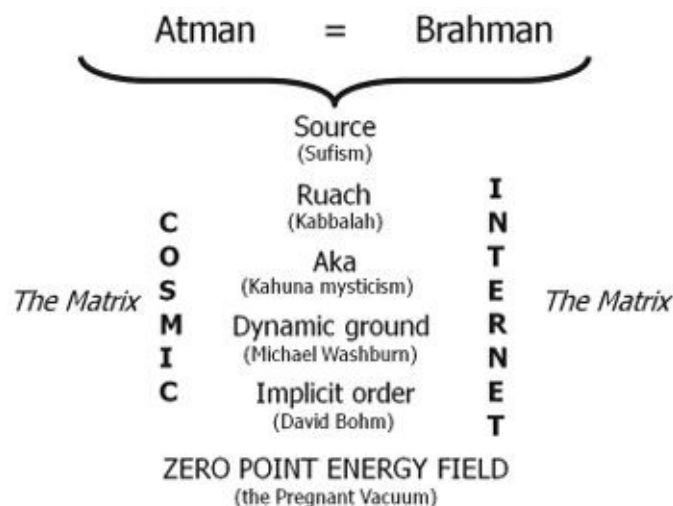 Atman = Brahman
Source
(Sufism)
Ruach
(Kabbalah)
Aka
(Kahuna mysticism)
Dynamic ground
(Michael Washburn)
Implicit order
(David Bohm)
COSMIC
INTERNET
The Matrix
The Matrix
ZERO POINT ENERGY FIELD
(the Pregnant Vacuum)